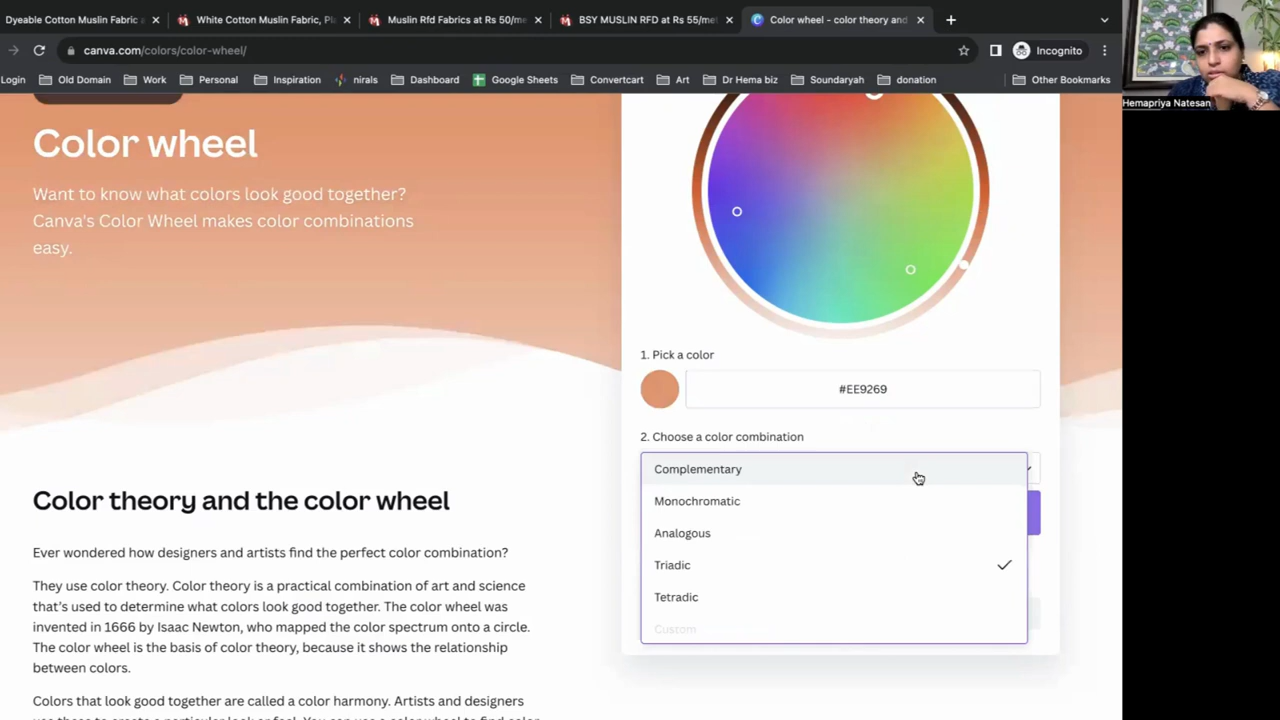 Dyeable Cotton Muslin Fabric a
White Cotton Muslin Fabric, Pl
Muslin Rfd Fabrics at Rs 50/me
BSY MUSLIN RFD at Rs 55/met
Color wheel - color theory and
canva.com/colors/color-wheel/
Incognito
Login
Old Domain
Work
Personal
Inspiration
nirals
Dashboard
Google Sheets
Convertcart
Art
Dr Hema biz
Soundaryah
donation
Other Bookmarks
Hemapriya Natesan
Color wheel
Want to know what colors look good together?
Canva's Color Wheel makes color combinations
easy.
1. Pick a color
#EE9269
2. Choose a color combination
Complementary
Monochromatic
Analogous
Triadic
Tetradic
Custom
Color theory and the color wheel
Ever wondered how designers and artists find the perfect color combination?
They use color theory. Color theory is a practical combination of art and science
that's used to determine what colors look good together. The color wheel was
invented in 1666 by Isaac Newton, who mapped the color spectrum onto a circle.
The color wheel is the basis of color theory, because it shows the relationship
between colors.
Colors that look good together are called a color harmony. Artists and designers